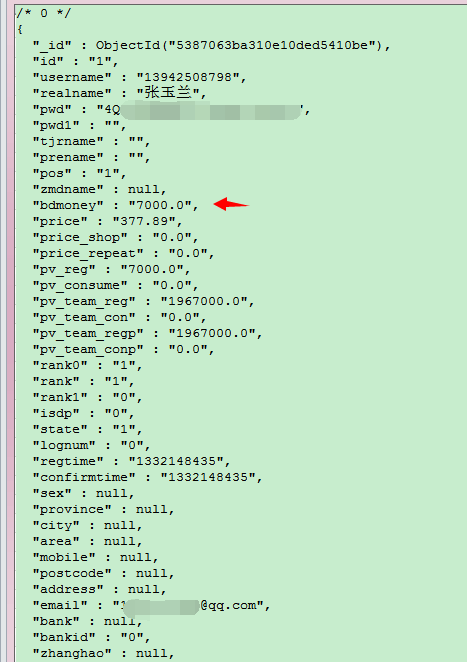 /* 0 */
{
"_id" : ObjectId("5387063ba310e10ded5410be"),
"id" : "1",
"username" : "13942508798",
"realname" : "张玉兰",
"pwd" : "4Q
"pwd1" : "",
"tjrname" : "",
"prename" : "",
"pos" : "1",
"zmdname" : null,
"bdmoney" : "7000.0",
"price" : "377.89",
"price_shop" : "0.0",
"price_repeat" : "0.0",
"pv_reg" : "7000.0",
"pv_consume" : "0.0",
"pv_team_reg" : "1967000.0",
"pv_team_con" : "0.0",
"pv_team_regp" : "1967000.0",
"pv_team_conp" : "0.0",
"rank0" : "1",
"rank" : "1",
"rank1" : "0",
"isdp" : "0",
"state" : "1",
"lognum" : "0",
"regtime" : "1332148435",
"confirmtime" : "1332148435",
"sex" : null,
"province" : null,
"city" : null,
"area" : null,
"mobile" : null,
"postcode" : null,
"address" : null,
"email" : " @qq.com",
"bank" : null,
"bankid" : "0",
"zhanghao" : null,